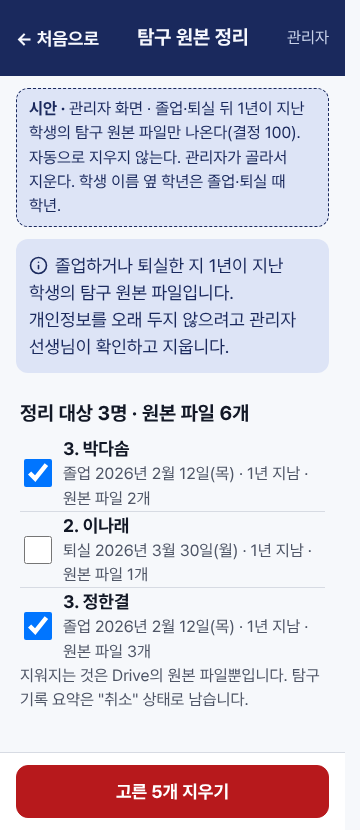 ← 처음으로
탐구 원본 정리
관리자
시안 · 관리자 화면 · 졸업·퇴실 뒤 1년이 지난
학생의 탐구 원본 파일만 나온다(결정 100).
자동으로 지우지 않는다. 관리자가 골라서
지운다. 학생 이름 옆 학년은 졸업·퇴실 때
학년.
졸업하거나 퇴실한 지 1년이 지난
학생의 탐구 원본 파일입니다.
개인정보를 오래 두지 않으려고 관리자
선생님이 확인하고 지웁니다.
정리 대상 3명 · 원본 파일 6개
3. 박다솜
졸업 2026년 2월 12일(목) · 1년 지남 ·
원본 파일 2개
2. 이나래
퇴실 2026년 3월 30일(월) · 1년 지남 ·
원본 파일 1개
3. 정한결
졸업 2026년 2월 12일(목) · 1년 지남 ·
원본 파일 3개
지워지는 것은 Drive의 원본 파일뿐입니다. 탐구
기록 요약은 "취소" 상태로 남습니다.
고른 5개 지우기